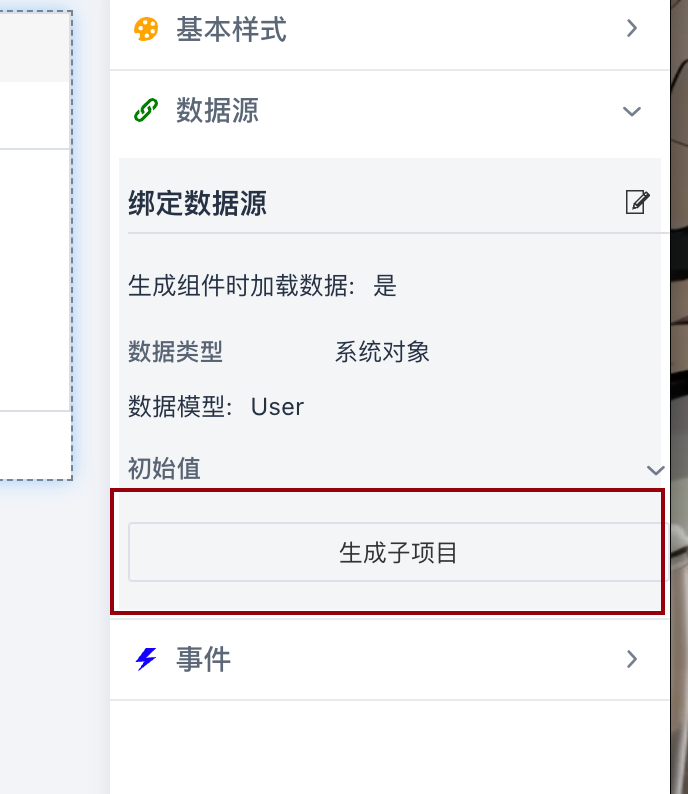 基本样式
数据源
绑定数据源
生成组件时加载数据: 是
数据类型 系统对象
数据模型: User
初始值
生成子项目
事件